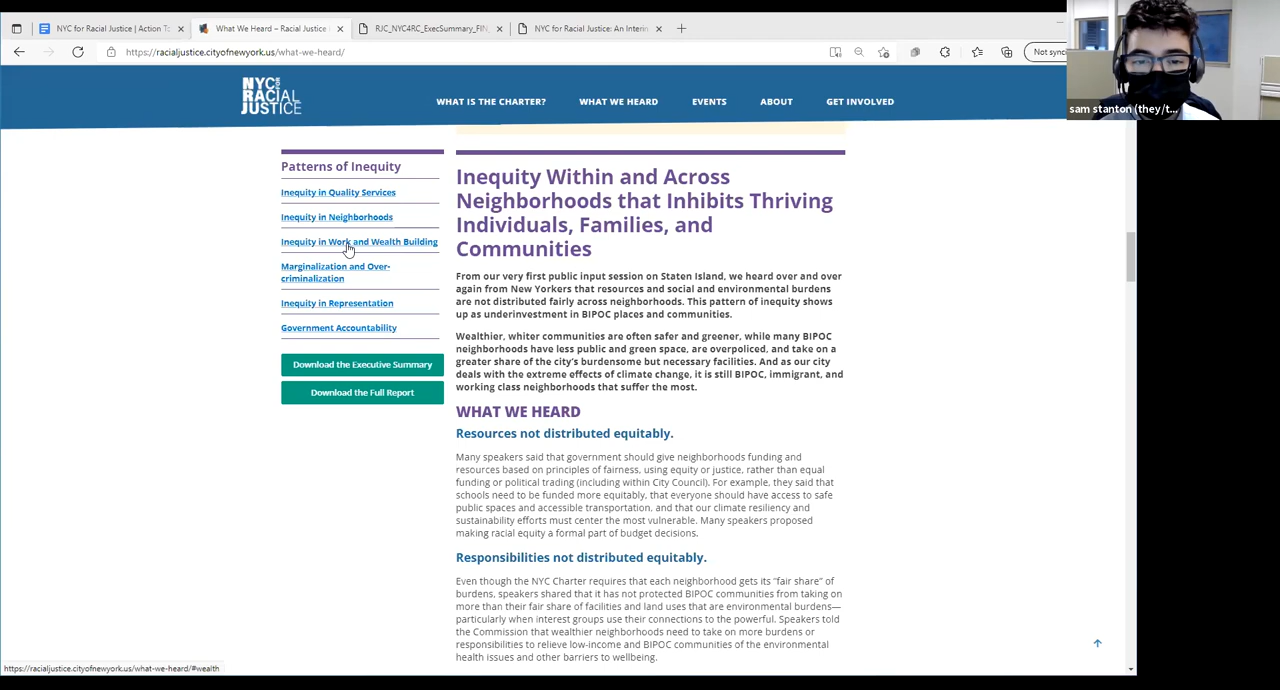 NYC for Racial Justice | Action To
What We Heard – Racial Justice
RJC_NYC4RC_ExecSummary_FIN
NYC for Racial Justice: An Interim
https://racialjustice.cityofnewyork.us/what-we-heard/
Not sync
sam stanton (they/t...
NYC
FOR
RACIAL
JUSTICE
WHAT IS THE CHARTER?
WHAT WE HEARD
EVENTS
ABOUT
GET INVOLVED
Patterns of Inequity
Inequity in Quality Services
Inequity in Neighborhoods
Inequity in Work and Wealth Building
Marginalization and Over-
criminalization
Inequity in Representation
Government Accountability
Download the Executive Summary
Download the Full Report
Inequity Within and Across
Neighborhoods that Inhibits Thriving
Individuals, Families, and
Communities
From our very first public input session on Staten Island, we heard over and over
again from New Yorkers that resources and social and environmental burdens
are not distributed fairly across neighborhoods. This pattern of inequity shows
up as underinvestment in BIPOC places and communities.
Wealthier, whiter communities are often safer and greener, while many BIPOC
neighborhoods have less public and green space, are overpoliced, and take on a
greater share of the city's burdensome but necessary facilities. And as our city
deals with the extreme effects of climate change, it is still BIPOC, immigrant, and
working class neighborhoods that suffer the most.
WHAT WE HEARD
Resources not distributed equitably.
Many speakers said that government should give neighborhoods funding and
resources based on principles of fairness, using equity or justice, rather than equal
funding or political trading (including within City Council). For example, they said that
schools need to be funded more equitably, that everyone should have access to safe
public spaces and accessible transportation, and that our climate resiliency and
sustainability efforts must center the most vulnerable. Many speakers proposed
making racial equity a formal part of budget decisions.
Responsibilities not distributed equitably.
Even though the NYC Charter requires that each neighborhood gets its "fair share" of
burdens, speakers shared that it has not protected BIPOC communities from taking on
more than their fair share of facilities and land uses that are environmental burdens—
particularly when interest groups use their connections to the powerful. Speakers told
the Commission that wealthier neighborhoods need to take on more burdens or
responsibilities to relieve low-income and BIPOC communities of the environmental
health issues and other barriers to wellbeing.
https://racialjustice.cityofnewyork.us/what-we-heard/#wealth